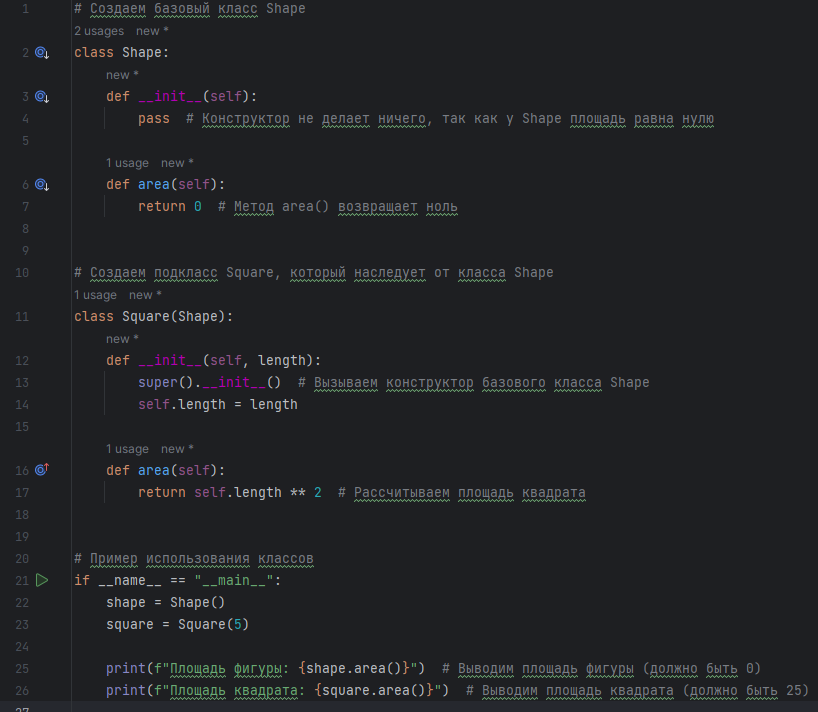 1 # Создаем базовый класс Shape
2 usages new *
2 class Shape:
new *
3 def __init__(self):
4 pass # Конструктор не делает ничего, так как у Shape площадь равна нулю
5
1 usage new *
6 def area(self):
7 return 0 # Метод area() возвращает ноль
8
9
10 # Создаем подкласс Square, который наследует от класса Shape
1 usage new *
11 class Square(Shape):
new *
12 def __init__(self, length):
13 super().__init__() # Вызываем конструктор базового класса Shape
14 self.length = length
15
1 usage new *
16 def area(self):
17 return self.length ** 2 # Рассчитываем площадь квадрата
18
19
20 # Пример использования классов
21 if __name__ == "__main__":
22 shape = Shape()
23 square = Square(5)
24
25 print(f"Площадь фигуры: {shape.area()}") # Выводим площадь фигуры (должно быть 0)
26 print(f"Площадь квадрата: {square.area()}") # Выводим площадь квадрата (должно быть 25)
27